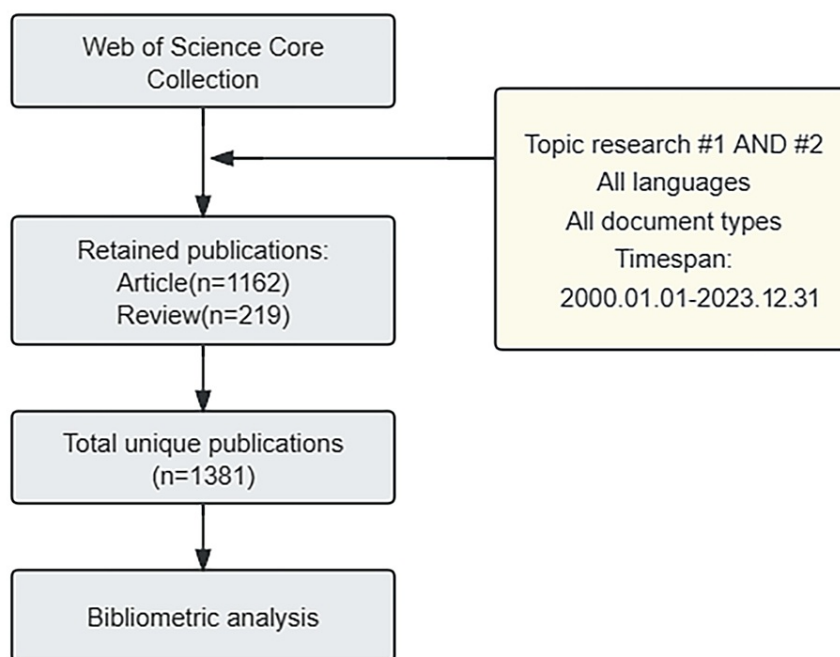 Web of Science Core
Collection
Topic research #1 AND #2
All languages
All document types
Timespan:
2000.01.01-2023.12.31
Retained publications:
Article(n=1162)
Review(n=219)
Total unique publications
(n=1381)
Bibliometric analysis